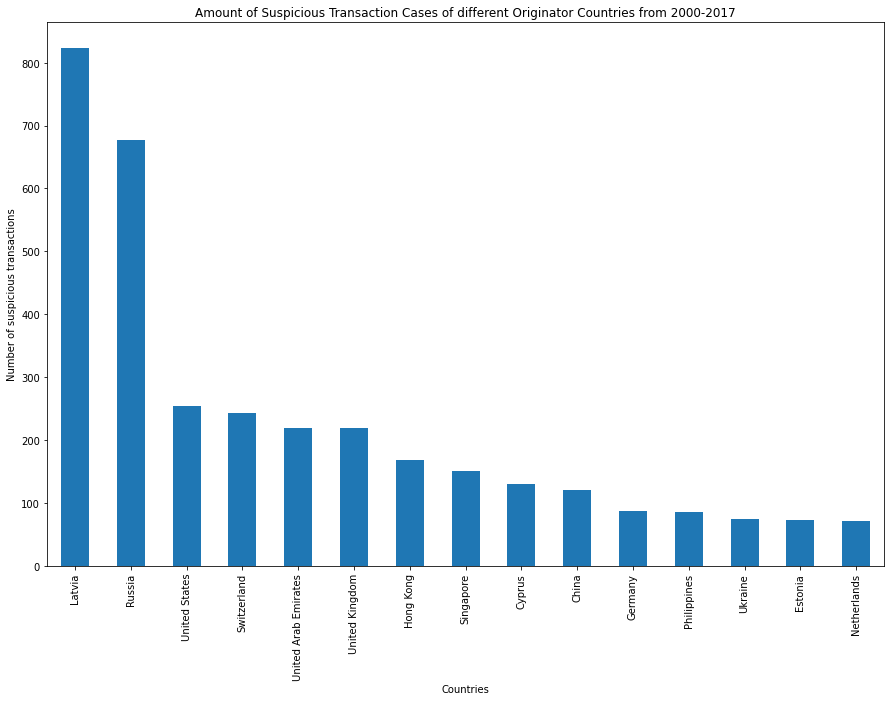 Amount of Suspicious Transaction Cases of different Originator Countries from 2000-2017
Number of suspicious transactions
800
700
600
500
400
300
200
100
0
Latvia
Russia
United States
Switzerland
United Arab Emirates
United Kingdom
Hong Kong
Singapore
Cyprus
China
Germany
Philippines
Ukraine
Estonia
Netherlands
Countries